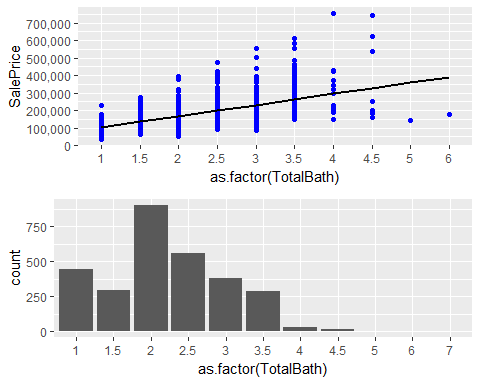 SalePrice
700,000
600,000
500,000
400,000
300,000
200,000
100,000
0
1 1.5 2 2.5 3 3.5 4 4.5 5 6
as.factor(TotalBath)
count
750
500
250
0
1 1.5 2 2.5 3 3.5 4 4.5 5 6 7
as.factor(TotalBath)